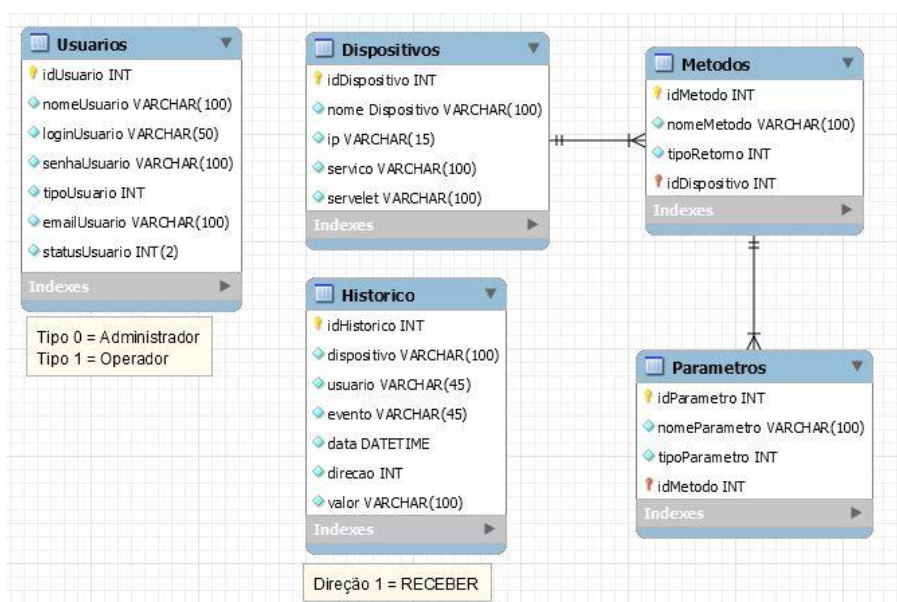 Usuarios
idUsuario INT
nomeUsuario VARCHAR(100)
loginUsuario VARCHAR(50)
senhaUsuario VARCHAR(100)
tipoUsuario INT
emailUsuario VARCHAR(100)
statusUsuario INT(2)
Indexes
Tipo 0 = Administrador
Tipo 1 = Operador
Dispositivos
idDispositivo INT
nome Dispositivo VARCHAR(100)
ip VARCHAR(15)
servico VARCHAR(100)
servelet VARCHAR(100)
Indexes
Historico
idHistorico INT
dispositivo VARCHAR(100)
usuario VARCHAR(45)
evento VARCHAR(45)
data DATETIME
direcao INT
valor VARCHAR(100)
Indexes
Direção 1 = RECEBER
Metodos
idMetodo INT
nomeMetodo VARCHAR(100)
tipoRetorno INT
idDispositivo INT
Indexes
Parametros
idParametro INT
nomeParametro VARCHAR(100)
tipoParametro INT
idMetodo INT
Indexes